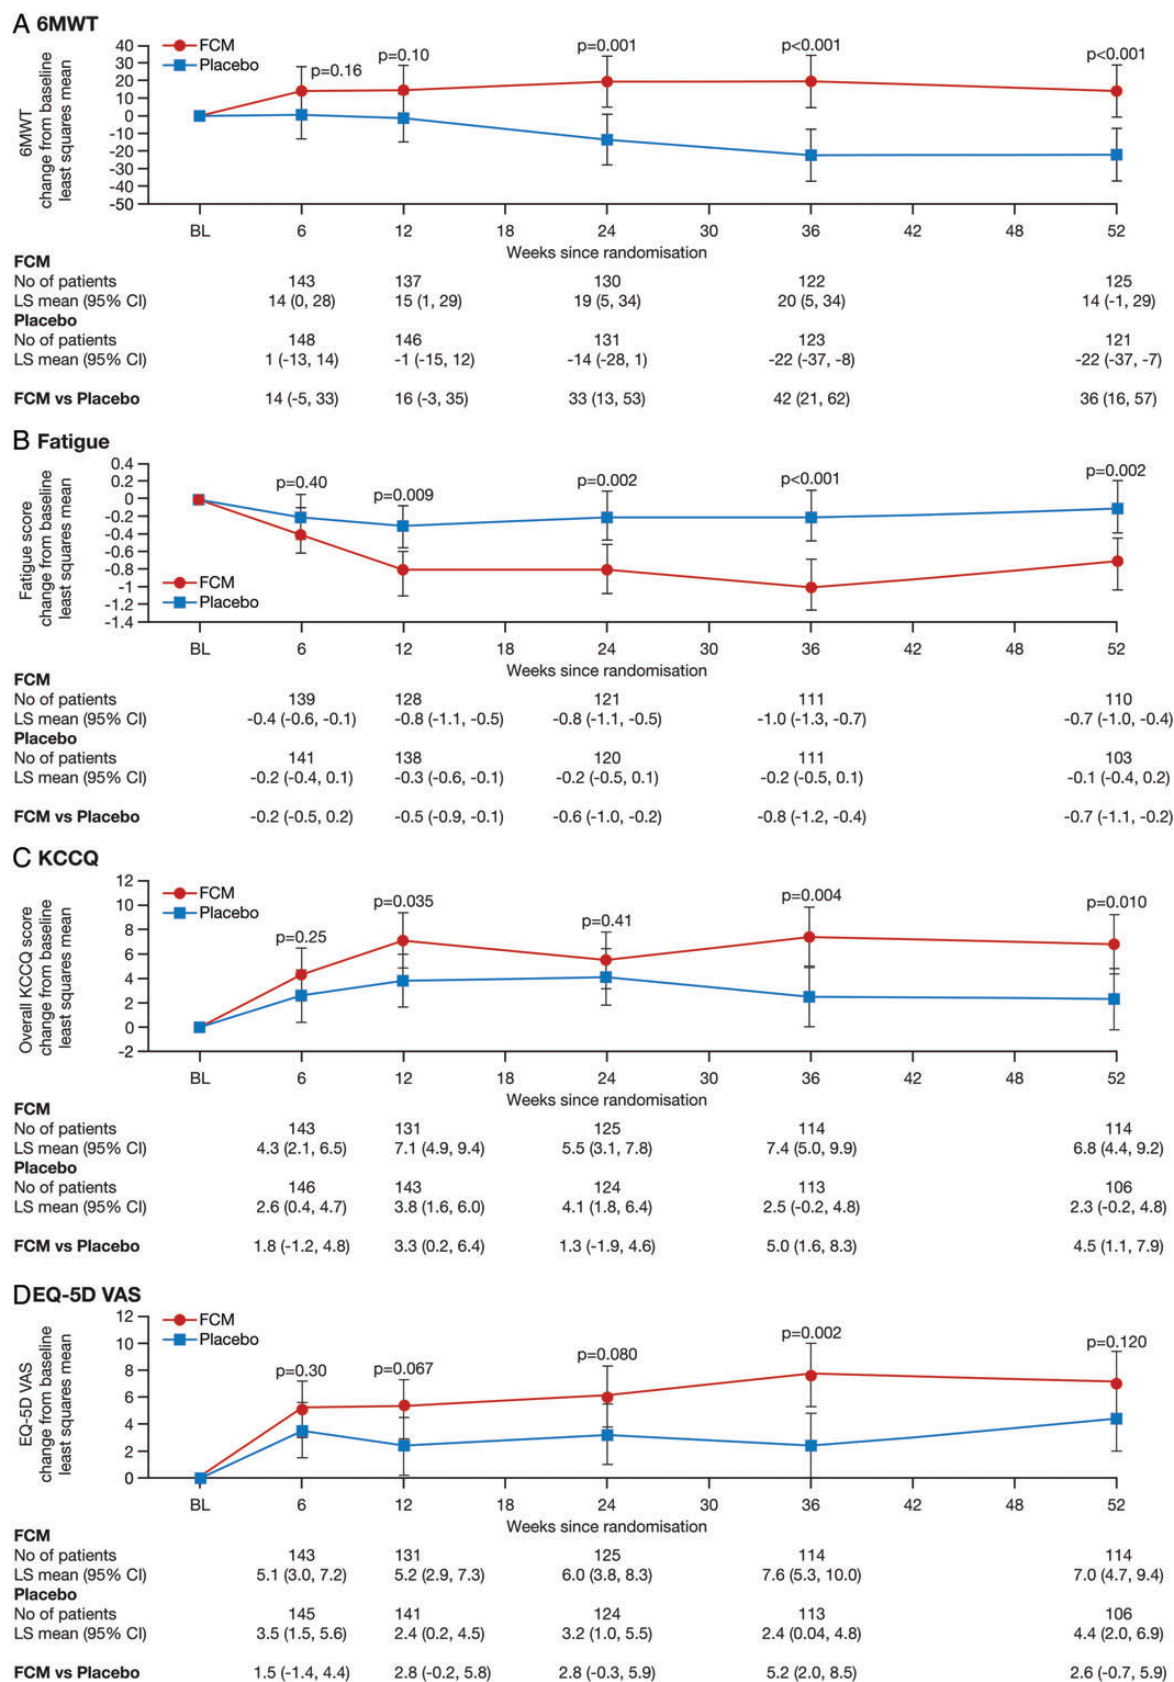 A 6MWT
6MWT
change from baseline
least squares mean
40
30
20
10
0
-10
-20
-30
-40
-50
FCM
Placebo
p=0.16
p=0.10
p=0.001
p<0.001
p<0.001
BL 6 12 18 24 30 36 42 48 52
Weeks since randomisation
FCM
No of patients 143 137 130 122 125
LS mean (95% CI) 14 (0, 28) 15 (1, 29) 19 (5, 34) 20 (5, 34) 14 (-1, 29)
Placebo
No of patients 148 146 131 123 121
LS mean (95% CI) 1 (-13, 14) -1 (-15, 12) -14 (-28, 1) -22 (-37, -8) -22 (-37, -7)
FCM vs Placebo 14 (-5, 33) 16 (-3, 35) 33 (13, 53) 42 (21, 62) 36 (16, 57)
B Fatigue
Fatigue score
change from baseline
least squares mean
0.4
0.2
0
-0.2
-0.4
-0.6
-0.8
-1
-1.2
-1.4
p=0.40
p=0.009
p=0.002
p<0.001
p=0.002
FCM
Placebo
BL 6 12 18 24 30 36 42 48 52
Weeks since randomisation
FCM
No of patients 139 128 121 111 110
LS mean (95% CI) -0.4 (-0.6, -0.1) -0.8 (-1.1, -0.5) -0.8 (-1.1, -0.5) -1.0 (-1.3, -0.7) -0.7 (-1.0, -0.4)
Placebo
No of patients 141 138 120 111 103
LS mean (95% CI) -0.2 (-0.4, 0.1) -0.3 (-0.6, -0.1) -0.2 (-0.5, 0.1) -0.2 (-0.5, 0.1) -0.1 (-0.4, 0.2)
FCM vs Placebo -0.2 (-0.5, 0.2) -0.5 (-0.9, -0.1) -0.6 (-1.0, -0.2) -0.8 (-1.2, -0.4) -0.7 (-1.1, -0.2)
C KCCQ
Overall KCCQ score
change from baseline
least squares mean
12
10
8
6
4
2
0
-2
FCM
Placebo
p=0.25
p=0.035
p=0.41
p=0.004
p=0.010
BL 6 12 18 24 30 36 42 48 52
Weeks since randomisation
FCM
No of patients 143 131 125 114 114
LS mean (95% CI) 4.3 (2.1, 6.5) 7.1 (4.9, 9.4) 5.5 (3.1, 7.8) 7.4 (5.0, 9.9) 6.8 (4.4, 9.2)
Placebo
No of patients 146 143 124 113 106
LS mean (95% CI) 2.6 (0.4, 4.7) 3.8 (1.6, 6.0) 4.1 (1.8, 6.4) 2.5 (-0.2, 4.8) 2.3 (-0.2, 4.8)
FCM vs Placebo 1.8 (-1.2, 4.8) 3.3 (0.2, 6.4) 1.3 (-1.9, 4.6) 5.0 (1.6, 8.3) 4.5 (1.1, 7.9)
D EQ-5D VAS
EQ-5D VAS
change from baseline
least squares mean
12
10
8
6
4
2
0
FCM
Placebo
p=0.30
p=0.067
p=0.080
p=0.002
p=0.120
BL 6 12 18 24 30 36 42 48 52
Weeks since randomisation
FCM
No of patients 143 131 125 114 114
LS mean (95% CI) 5.1 (3.0, 7.2) 5.2 (2.9, 7.3) 6.0 (3.8, 8.3) 7.6 (5.3, 10.0) 7.0 (4.7, 9.4)
Placebo
No of patients 145 141 124 113 106
LS mean (95% CI) 3.5 (1.5, 5.6) 2.4 (0.2, 4.5) 3.2 (1.0, 5.5) 2.4 (0.04, 4.8) 4.4 (2.0, 6.9)
FCM vs Placebo 1.5 (-1.4, 4.4) 2.8 (-0.2, 5.8) 2.8 (-0.3, 5.9) 5.2 (2.0, 8.5) 2.6 (-0.7, 5.9)